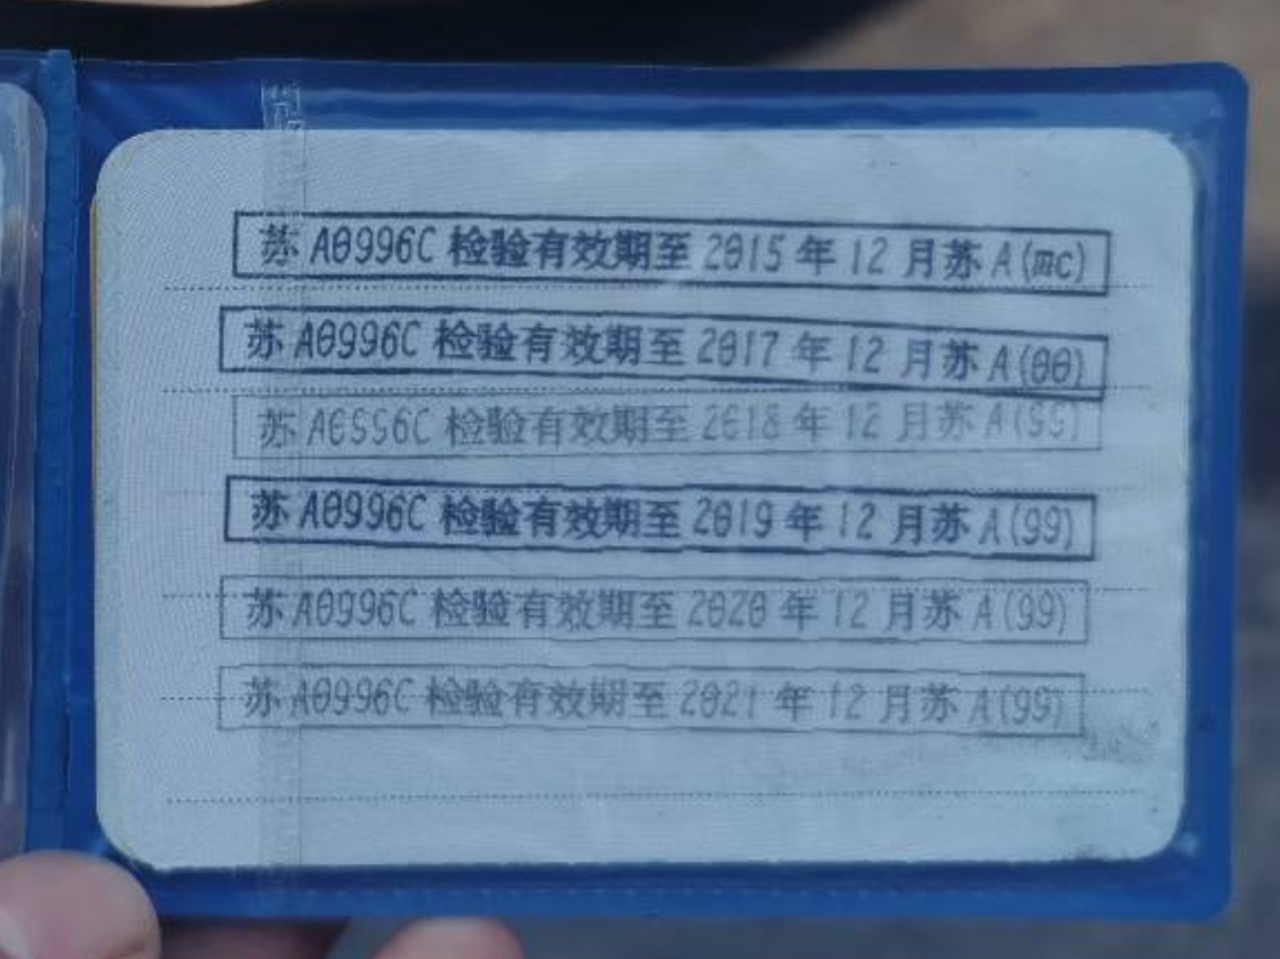 苏 A0996C 检验有效期至 2015 年 12 月苏 A(mc)
苏 A0996C 检验有效期至 2017 年 12 月苏 A(00)
苏 A0996C 检验有效期至 2018 年 12 月苏 A(99)
苏 A0996C 检验有效期至 2019 年 12 月苏 A(99)
苏 A0996C 检验有效期至 2020 年 12 月苏 A(99)
苏 A0996C 检验有效期至 2021 年 12 月苏 A(99)